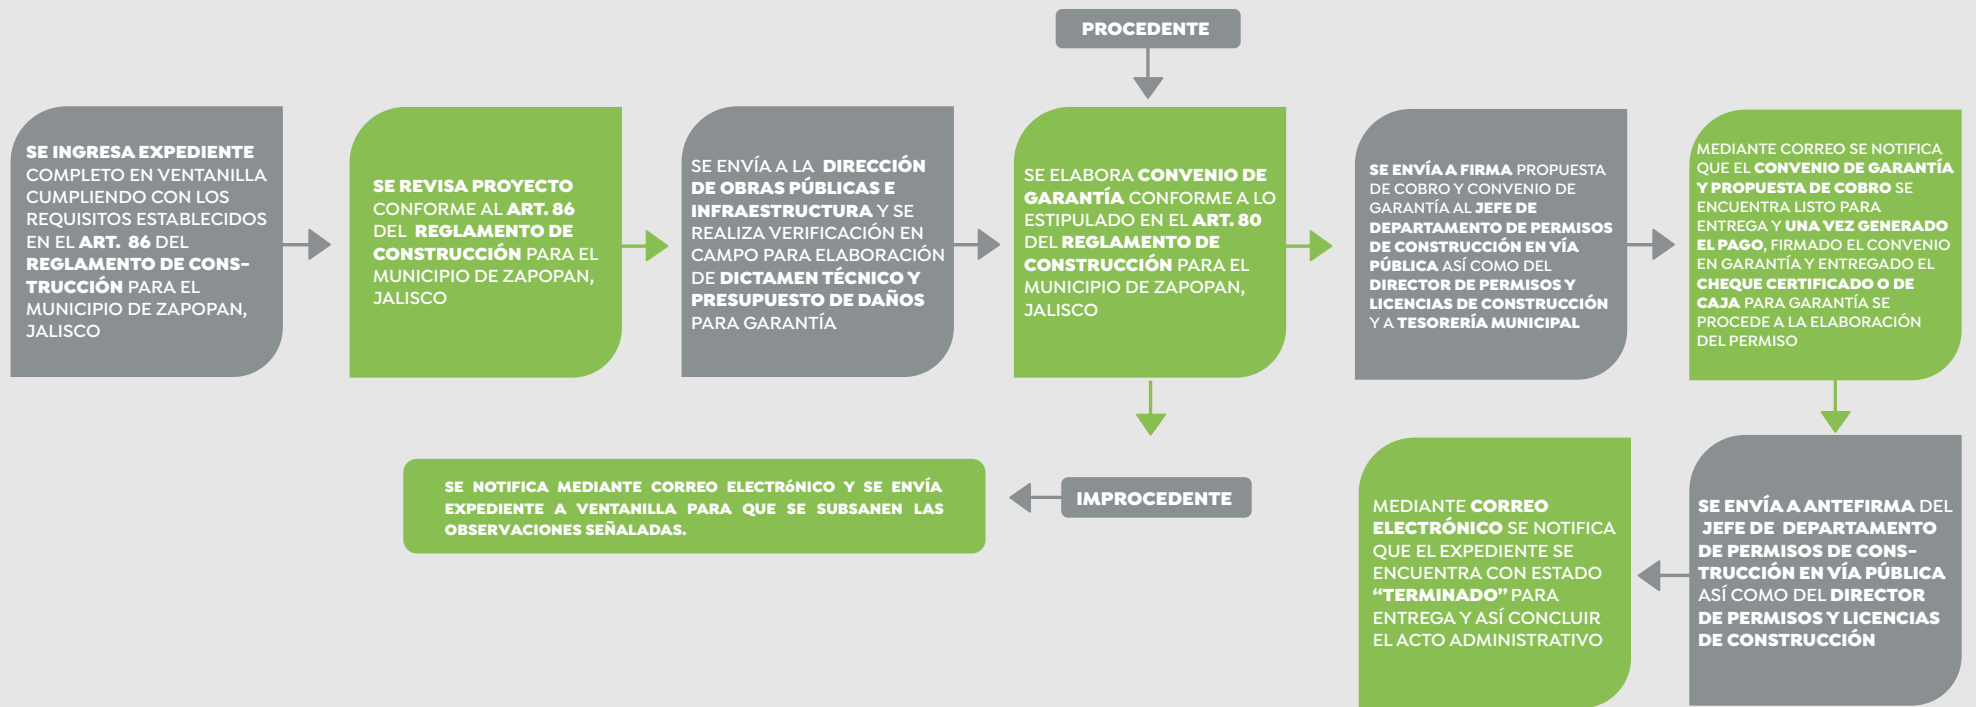 PROCEDENTE
SE INGRESA EXPEDIENTE
COMPLETO EN VENTANILLA
CUMPLIENDO CON LOS
REQUISITOS ESTABLECIDOS
EN EL ART. 86 DEL
REGLAMENTO DE CONS-
TRUCCIÓN PARA EL
MUNICIPIO DE ZAPOPAN,
JALISCO
SE REVISA PROYECTO
CONFORME AL ART. 86
DEL REGLAMENTO DE
CONSTRUCCIÓN PARA EL
MUNICIPIO DE ZAPOPAN,
JALISCO
SE ENVÍA A LA DIRECCIÓN
DE OBRAS PÚBLICAS E
INFRAESTRUCTURA Y SE
REALIZA VERIFICACIÓN EN
CAMPO PARA ELABORACIÓN
DE DICTAMEN TÉCNICO Y
PRESUPUESTO DE DAÑOS
PARA GARANTÍA
SE ELABORA CONVENIO DE
GARANTÍA CONFORME A LO
ESTIPULADO EN EL ART. 80
DEL REGLAMENTO DE
CONSTRUCCIÓN PARA EL
MUNICIPIO DE ZAPOPAN,
JALISCO
SE ENVÍA A FIRMA PROPUESTA
DE COBRO Y CONVENIO DE
GARANTÍA AL JEFE DE
DEPARTAMENTO DE PERMISOS
DE CONSTRUCCIÓN EN VÍA
PÚBLICA ASÍ COMO DEL
DIRECTOR DE PERMISOS Y
LICENCIAS DE CONSTRUCCIÓN
Y A TESORERÍA MUNICIPAL
MEDIANTE CORREO SE NOTIFICA
QUE EL CONVENIO DE GARANTÍA
Y PROPUESTA DE COBRO SE
ENCUENTRA LISTO PARA
ENTREGA Y UNA VEZ GENERADO
EL PAGO, FIRMADO EL CONVENIO
EN GARANTÍA Y ENTREGADO EL
CHEQUE CERTIFICADO O DE
CAJA PARA GARANTÍA SE
PROCEDE A LA ELABORACIÓN
DEL PERMISO
SE NOTIFICA MEDIANTE CORREO ELECTRóNICO Y SE ENVÍA
EXPEDIENTE A VENTANILLA PARA QUE SE SUBSANEN LAS
OBSERVACIONES SEÑALADAS.
IMPROCEDENTE
MEDIANTE CORREO
ELECTRÓNICO SE NOTIFICA
QUE EL EXPEDIENTE SE
ENCUENTRA CON ESTADO
“TERMINADO” PARA
ENTREGA Y ASÍ CONCLUIR
EL ACTO ADMINISTRATIVO
SE ENVÍA A ANTEFIRMA DEL
JEFE DE DEPARTAMENTO
DE PERMISOS DE CONS-
TRUCCIÓN EN VÍA PÚBLICA
ASÍ COMO DEL DIRECTOR
DE PERMISOS Y LICENCIAS
DE CONSTRUCCIÓN